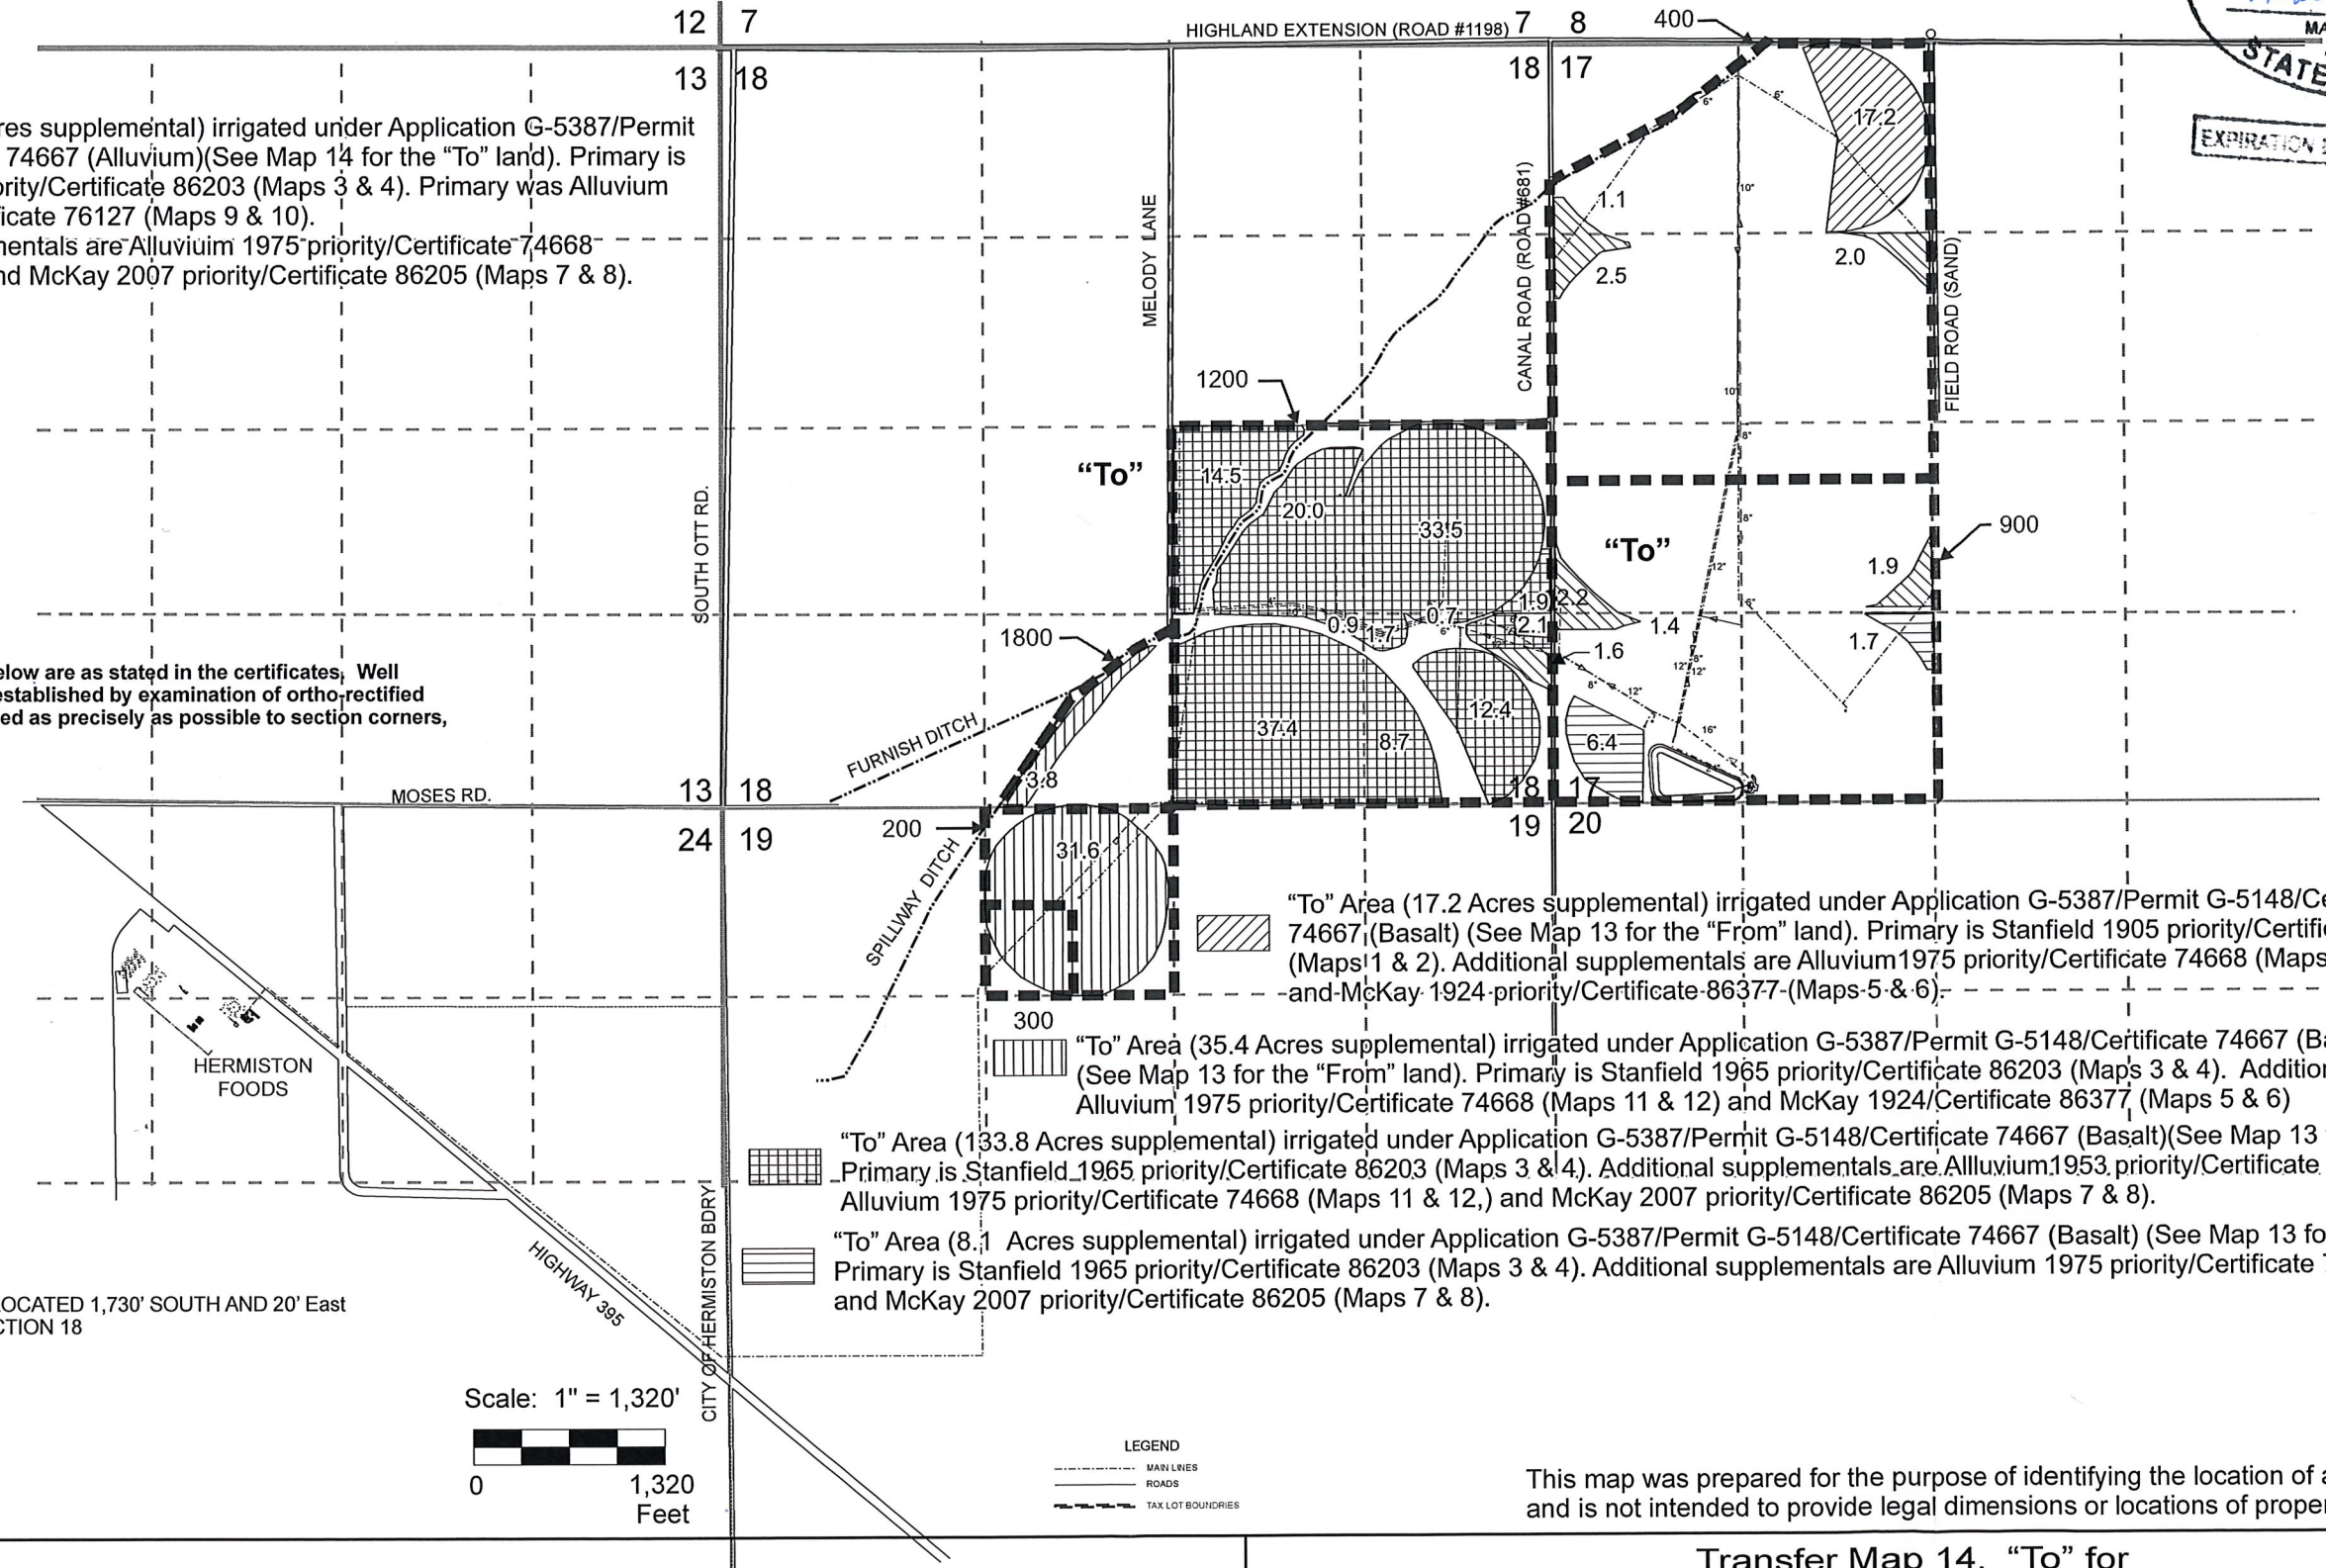 12 7
HIGHLAND EXTENSION (ROAD #1198) 7 8
400
MA
STATE
EXPIRATION
13 18
18 17
res supplemental) irrigated under Application G-5387/Permit
74667 (Alluvium)(See Map 14 for the “To” land). Primary is
ority/Certificate 86203 (Maps 3 & 4). Primary was Alluvium
ficate 76127 (Maps 9 & 10).
mentals are Alluviuim 1975 priority/Certificate 74668
nd McKay 2007 priority/Certificate 86205 (Maps 7 & 8).
MELODY LANE
CANAL ROAD (ROAD #681)
FIELD ROAD (SAND)
SOUTH OTT RD.
6"
6"
17.2
10"
1.1
2.5
2.0
10"
1200
8"
“To”
14.5
20.0
33.5
8"
“To”
900
12"
1.9
1.9
2.2
6"
0.9
1.7
0.7
6"
2.1
1.4
1.7
1800
1.6
8"
12"
12"
8"
12"
elow are as stated in the certificates, Well
established by examination of ortho-rectified
ed as precisely as possible to section corners,
37.4
8.7
12.4
6.4
16"
FURNISH DITCH
3.8
MOSES RD.
13 18
18 17
24 19
19 20
200
31.6
SPILLWAY DITCH
300
HERMISTON
FOODS
“To” Area (17.2 Acres supplemental) irrigated under Application G-5387/Permit G-5148/Ce
74667 (Basalt) (See Map 13 for the “From” land). Primary is Stanfield 1905 priority/Certifi
(Maps 1 & 2). Additional supplementals are Alluvium1975 priority/Certificate 74668 (Maps
and McKay 1924 priority/Certificate 86377 (Maps 5 & 6).
“To” Area (35.4 Acres supplemental) irrigated under Application G-5387/Permit G-5148/Certificate 74667 (Ba
(See Map 13 for the “From” land). Primary is Stanfield 1965 priority/Certificate 86203 (Maps 3 & 4). Addition
Alluvium 1975 priority/Certificate 74668 (Maps 11 & 12) and McKay 1924/Certificate 86377 (Maps 5 & 6)
“To” Area (133.8 Acres supplemental) irrigated under Application G-5387/Permit G-5148/Certificate 74667 (Basalt)(See Map 13
Primary is Stanfield 1965 priority/Certificate 86203 (Maps 3 & 4). Additional supplementals are Allluvium 1953 priority/Certificate
Alluvium 1975 priority/Certificate 74668 (Maps 11 & 12,) and McKay 2007 priority/Certificate 86205 (Maps 7 & 8).
“To” Area (8.1 Acres supplemental) irrigated under Application G-5387/Permit G-5148/Certificate 74667 (Basalt) (See Map 13 fo
Primary is Stanfield 1965 priority/Certificate 86203 (Maps 3 & 4). Additional supplementals are Alluvium 1975 priority/Certificate
and McKay 2007 priority/Certificate 86205 (Maps 7 & 8).
HIGHWAY 395
CITY OF HERMISTON BDRY
OCATED 1,730' SOUTH AND 20' East
CTION 18
Scale: 1" = 1,320'
0 1,320
Feet
LEGEND
MAIN LINES
ROADS
TAX LOT BOUNDRIES
This map was prepared for the purpose of identifying the location of a
and is not intended to provide legal dimensions or locations of proper
Transfer Map 14. “To” for